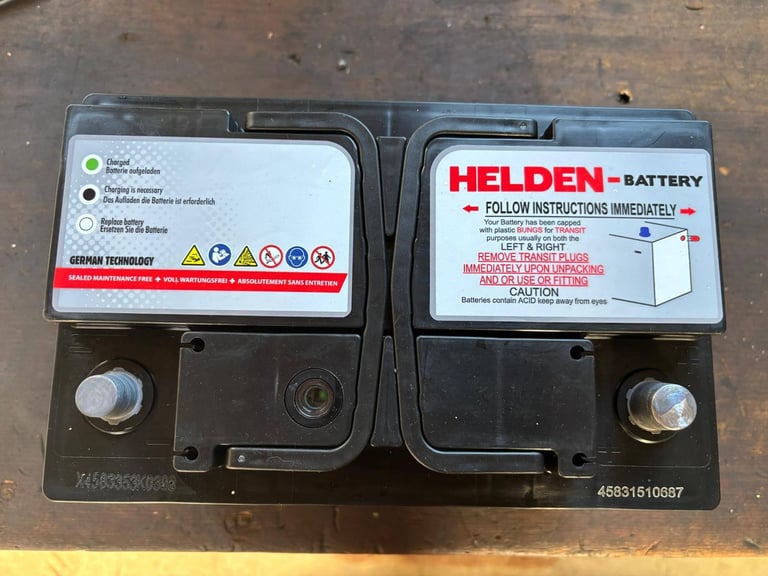 Charged
Batterie aufgeladen
Charging is necessary
Das Aufladen die Batterie ist erforderlich
Replace battery
Ersetzen Sie die Batterie
GERMAN TECHNOLOGY
SEALED MAINTENANCE FREE + VOLL WARTUNGSFREI + ABSOLUTEMENT SANS ENTRETIEN
HELDEN-BATTERY
FOLLOW INSTRUCTIONS IMMEDIATELY
Your Battery has been capped
with plastic BUNGS for TRANSIT
purposes usually on both the
LEFT & RIGHT
REMOVE TRANSIT PLUGS
IMMEDIATELY UPON UNPACKING
AND OR USE OR FITTING
CAUTION
Batteries contain ACID keep away from eyes
45831510687